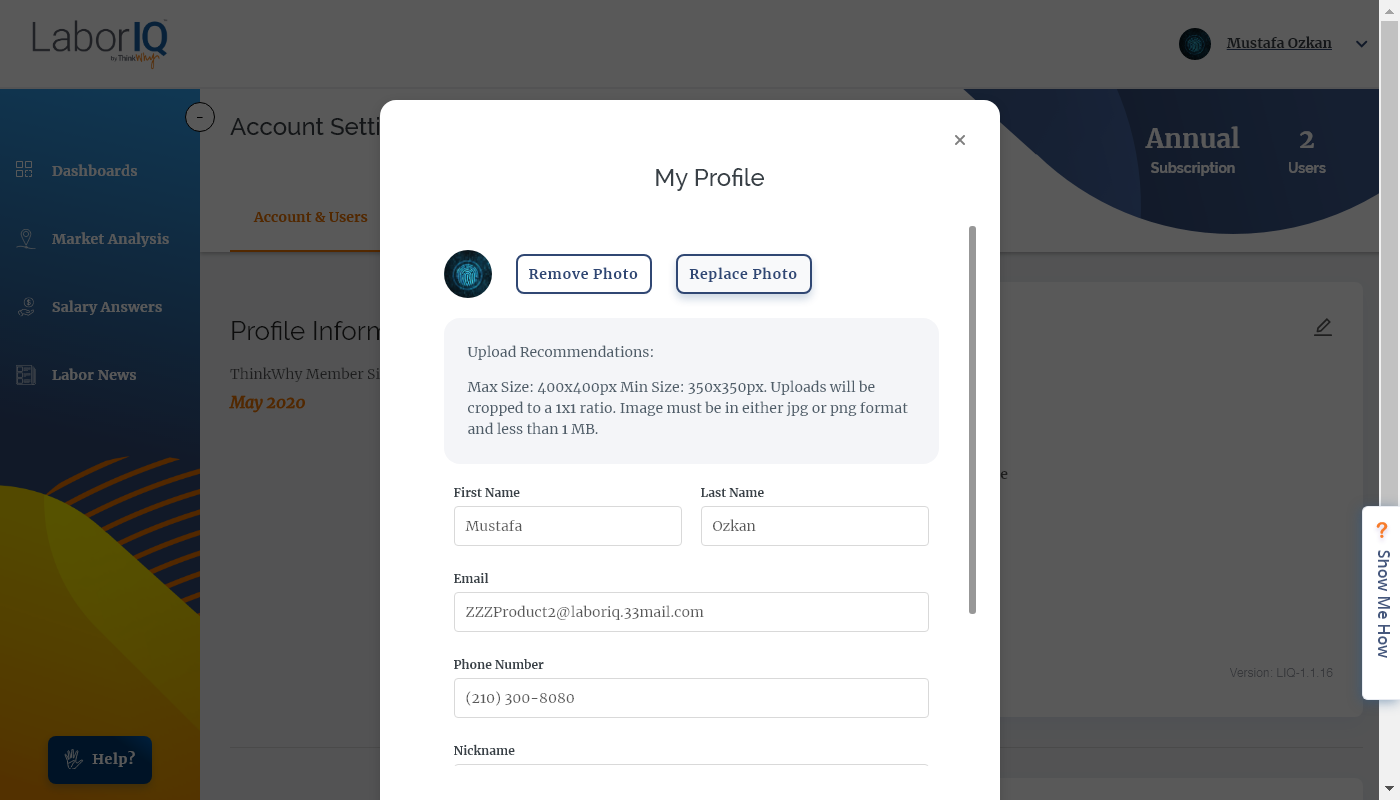 LaborIQ
by ThinkWhy
Mustafa Ozkan
-
Account Setti
Annual
Subscription
2
Users
Dashboards
Market Analysis
Salary Answers
Labor News
Account & Users
Profile Inform
ThinkWhy Member Si
May 2020
×
My Profile
Remove Photo
Replace Photo
Upload Recommendations:
Max Size: 400x400px Min Size: 350x350px. Uploads will be
cropped to a 1x1 ratio. Image must be in either jpg or png format
and less than 1 MB.
First Name
Last Name
Mustafa
Ozkan
Email
ZZZProduct2@laboriq.33mail.com
Phone Number
(210) 300-8080
Nickname
e
? Show Me How
Version: LIQ-1.1.16
Help?